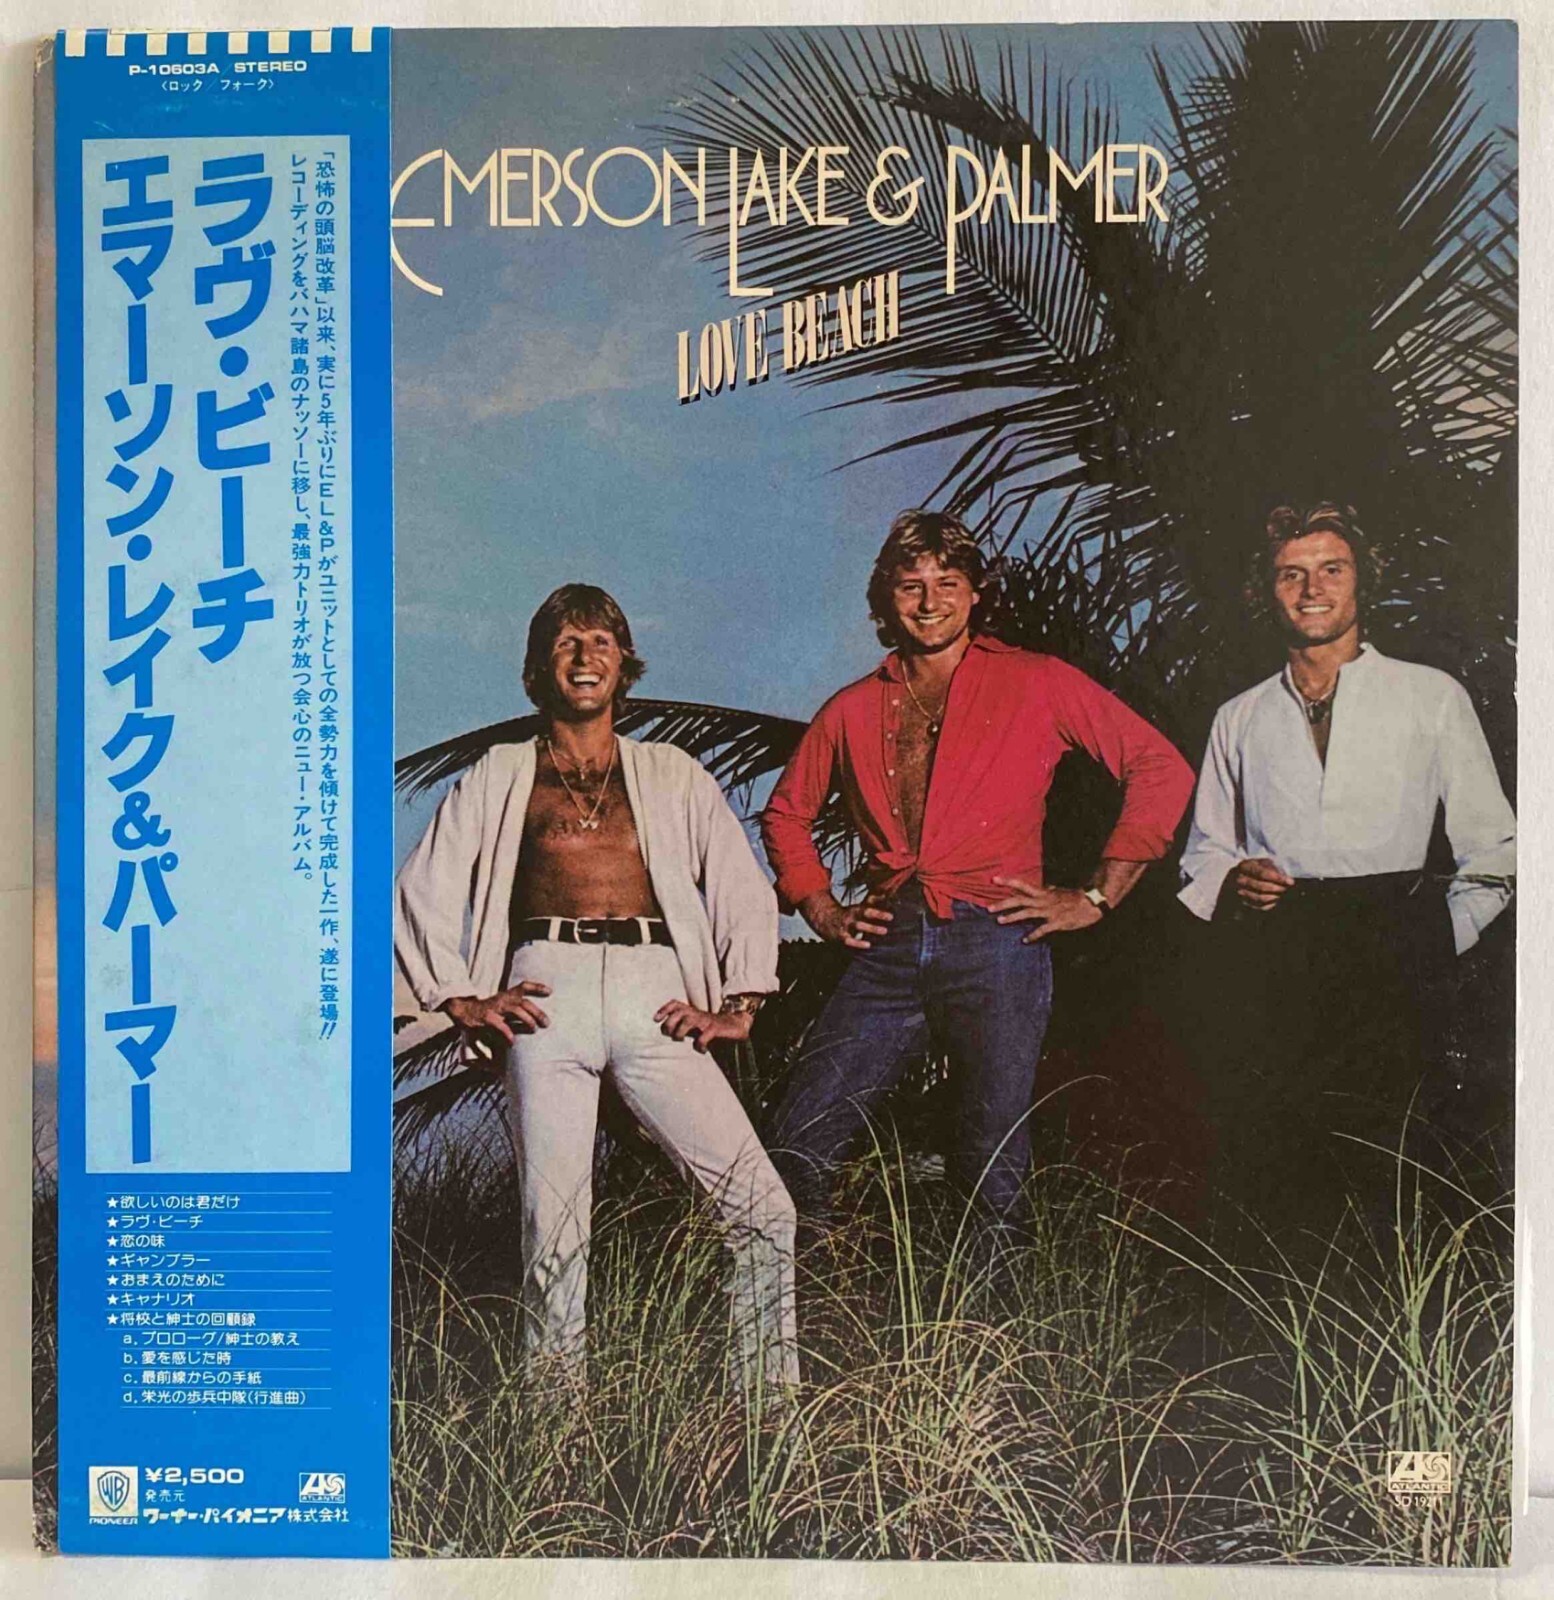 P-10603A／STEREO
〈ロック／フォーク〉
「恐怖の頭脳改革」以来、実に5年ぶりにEL&Pがユニットとしての全勢力を傾けて完成した一作、遂に登場!!
レコーディングをバハマ諸島のナッソーに移し、最強力トリオが放つ会心のニュー・アルバム。
ラヴ・ビーチ
エマーソン・レイク&パーマー
★欲しいのは君だけ
★ラヴ・ビーチ
★恋の味
★ギャンブラー
★おまえのために
★キャナリオ
★将校と紳士の回顧録
a. プロローグ/紳士の教え
b. 愛を感じた時
c. 最前線からの手紙
d. 栄光の歩兵中隊(行進曲)
WB
PIONEER
¥2,500
発売元
ワーナー・パイオニア株式会社
ATLANTIC
EMERSON LAKE & PALMER
LOVE BEACH
ATLANTIC
SD 19211